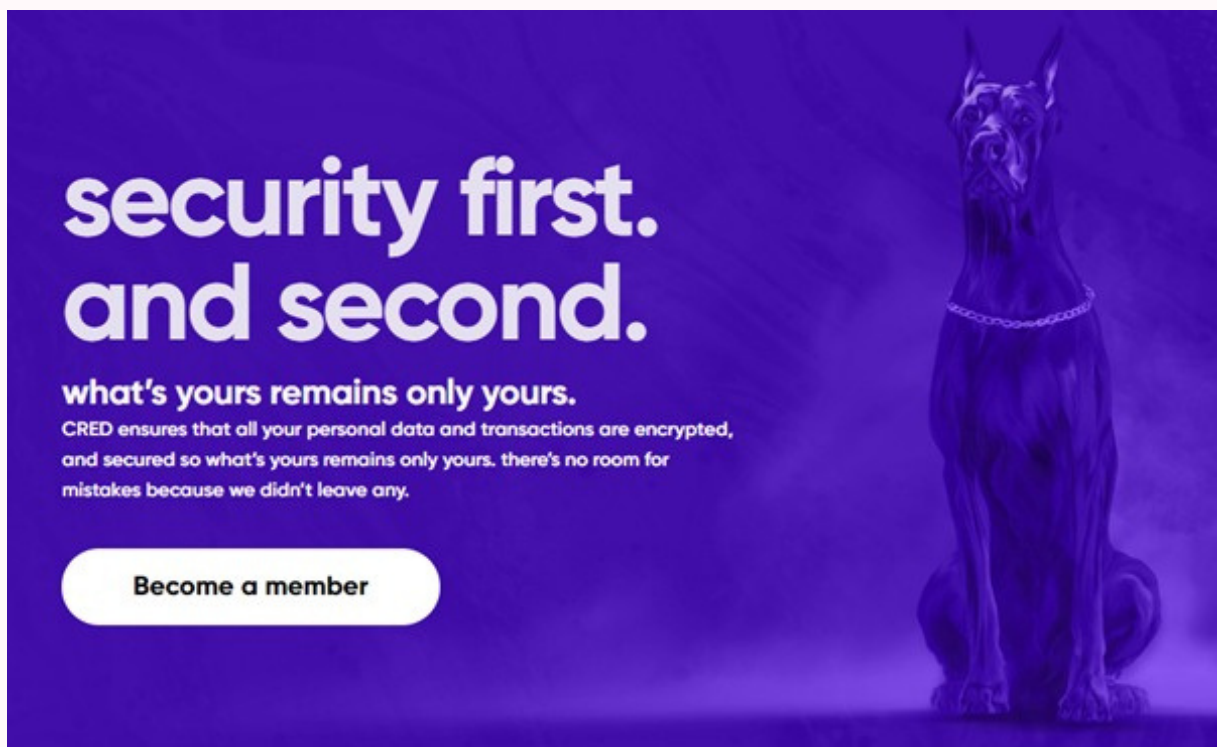 security first.
and second.
what's yours remains only yours.
CRED ensures that all your personal data and transactions are encrypted,
and secured so what's yours remains only yours. there's no room for
mistakes because we didn't leave any.
Become a member